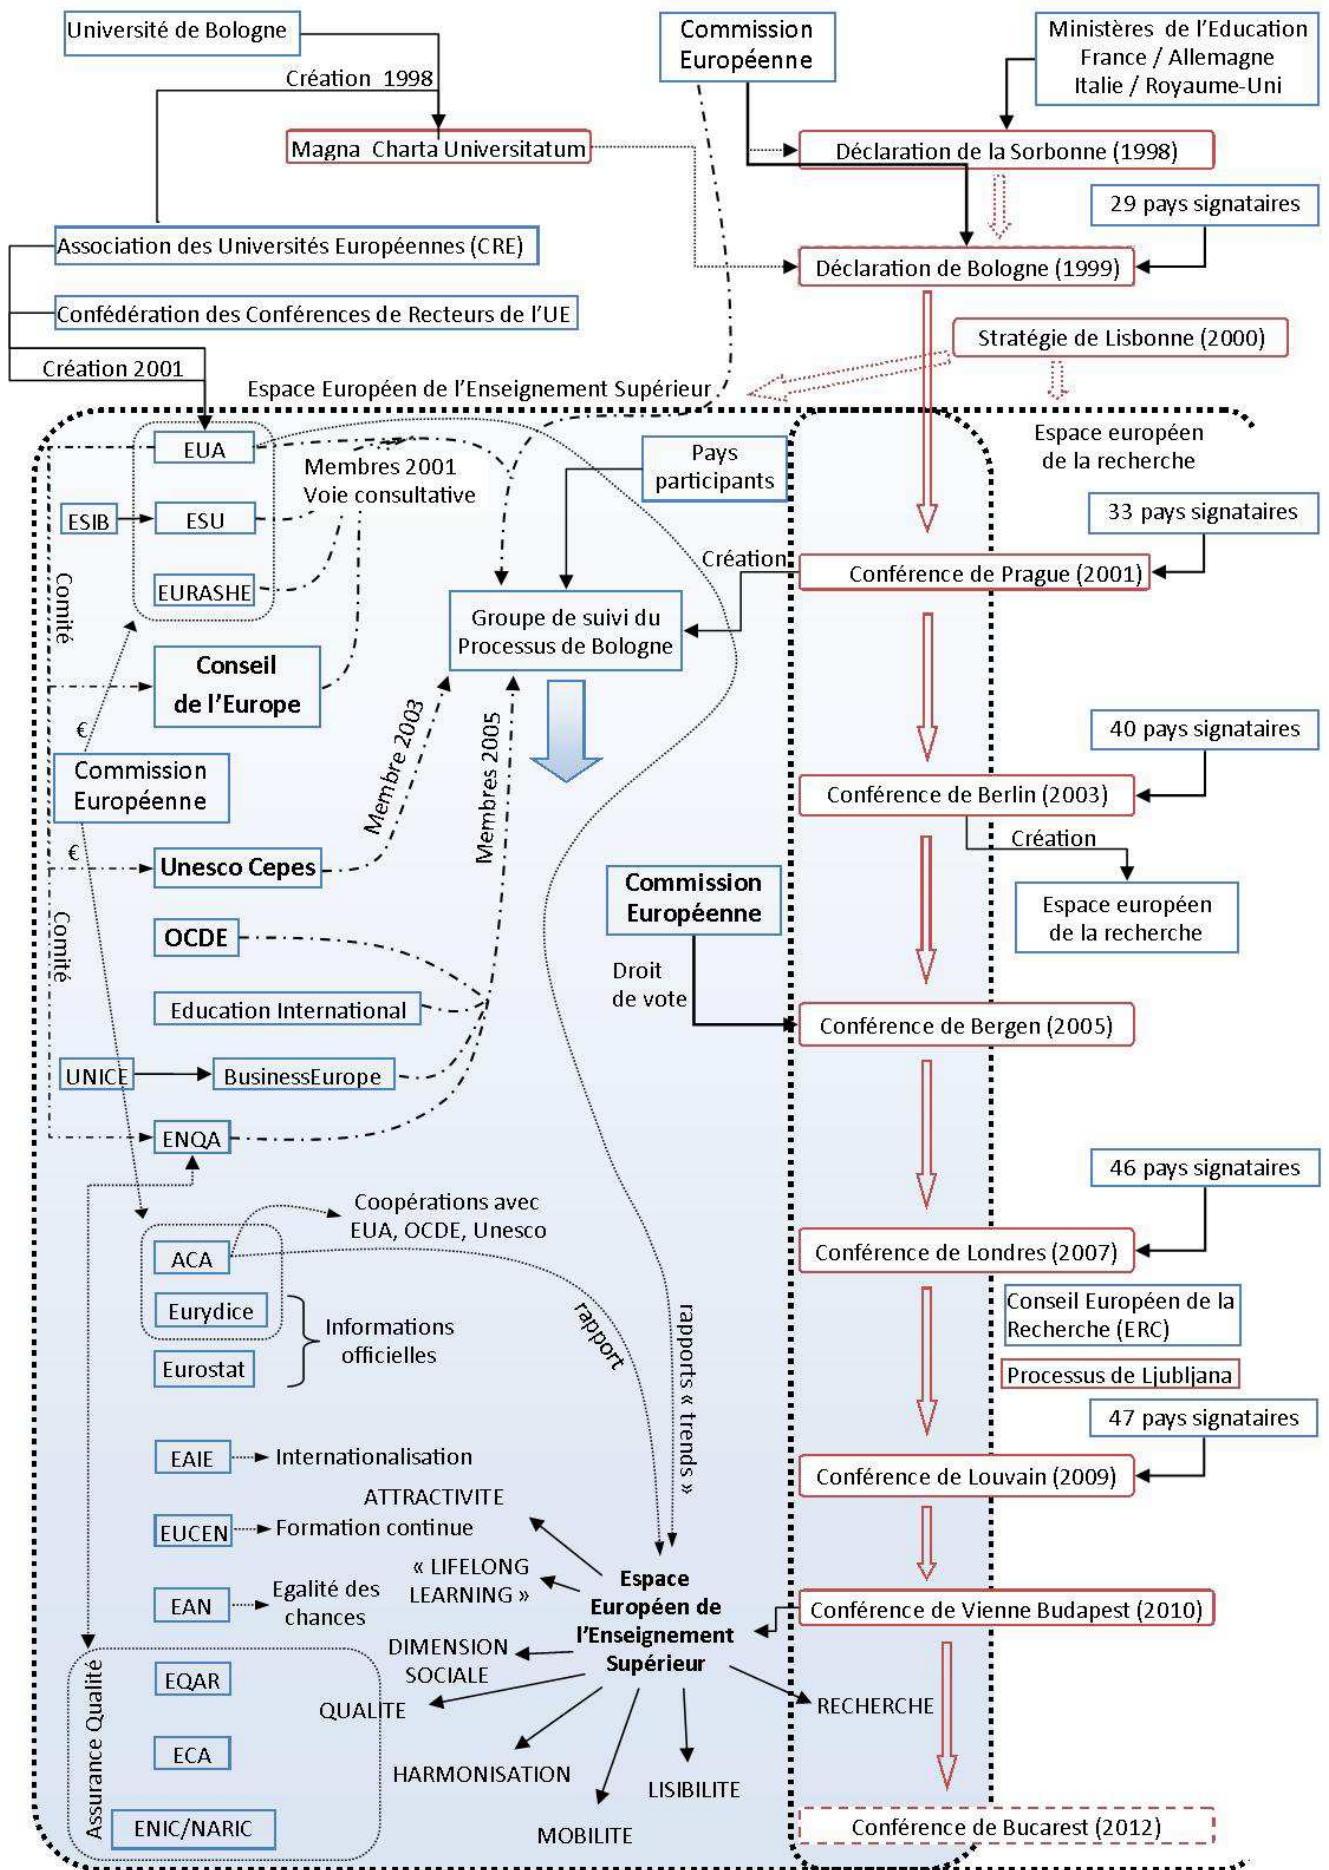 Université de Bologne
Commission
Européenne
Ministères de l'Education
France / Allemagne
Italie / Royaume-Uni
Création 1998
Magna Charta Universitatum
Déclaration de la Sorbonne (1998)
29 pays signataires
Association des Universités Européennes (CRE)
Déclaration de Bologne (1999)
Confédération des Conférences de Recteurs de l'UE
Stratégie de Lisbonne (2000)
Création 2001
Espace Européen de l'Enseignement Supérieur
EUA
Membres 2001
Voie consultative
Pays
participants
Espace européen
de la recherche
ESIB
ESU
33 pays signataires
Création
Conférence de Prague (2001)
EURASHE
Comité
Groupe de suivi du
Processus de Bologne
Conseil
de l'Europe
€
Membre 2003
Membres 2005
40 pays signataires
Commission
Européenne
Conférence de Berlin (2003)
€
Création
Unesco Cepes
Commission
Européenne
Espace européen
de la recherche
Comité
OCDE
Droit
de vote
Education International
Conférence de Bergen (2005)
UNICE
BusinessEurope
ENQA
46 pays signataires
Coopérations avec
EUA, OCDE, Unesco
ACA
Conférence de Londres (2007)
Eurydice
Informations
officielles
rapport
rapports « trends »
Conseil Européen de la
Recherche (ERC)
Eurostat
Processus de Ljubljana
47 pays signataires
EAIE
Internationalisation
Conférence de Louvain (2009)
ATTRACTIVITE
EUCEN
Formation continue
« LIFELONG
LEARNING »
Espace
Européen de
l'Enseignement
Supérieur
EAN
Egalité des
chances
Conférence de Vienne Budapest (2010)
DIMENSION
SOCIALE
Assurance Qualité
EQAR
QUALITE
RECHERCHE
ECA
HARMONISATION
LISIBILITE
ENIC/NARIC
MOBILITE
Conférence de Bucarest (2012)